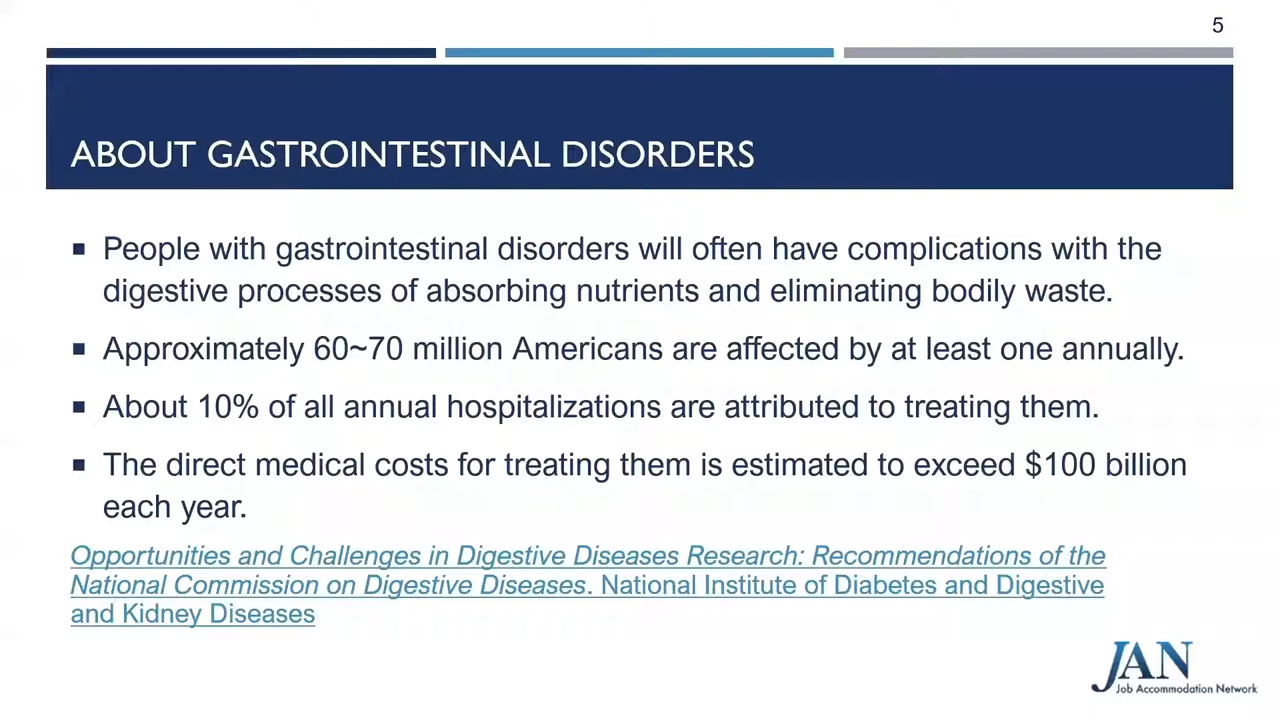 5
ABOUT GASTROINTESTINAL DISORDERS
▪ People with gastrointestinal disorders will often have complications with the
digestive processes of absorbing nutrients and eliminating bodily waste.
▪ Approximately 60~70 million Americans are affected by at least one annually.
▪ About 10% of all annual hospitalizations are attributed to treating them.
▪ The direct medical costs for treating them is estimated to exceed $100 billion
each year.
Opportunities and Challenges in Digestive Diseases Research: Recommendations of the
National Commission on Digestive Diseases. National Institute of Diabetes and Digestive
and Kidney Diseases
JAN
Job Accommodation Network